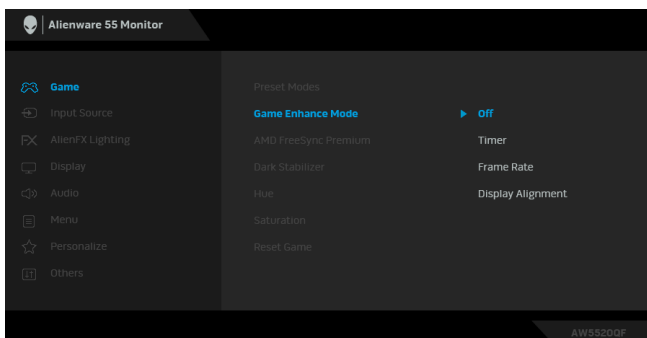 Alienware 55 Monitor
Game
Input Source
AlienFX Lighting
Display
Audio
Menu
Personalize
Others
Preset Modes
Game Enhance Mode
AMD FreeSync Premium
Dark Stabilizer
Hue
Saturation
Reset Game
Off
Timer
Frame Rate
Display Alignment
AW5520QF